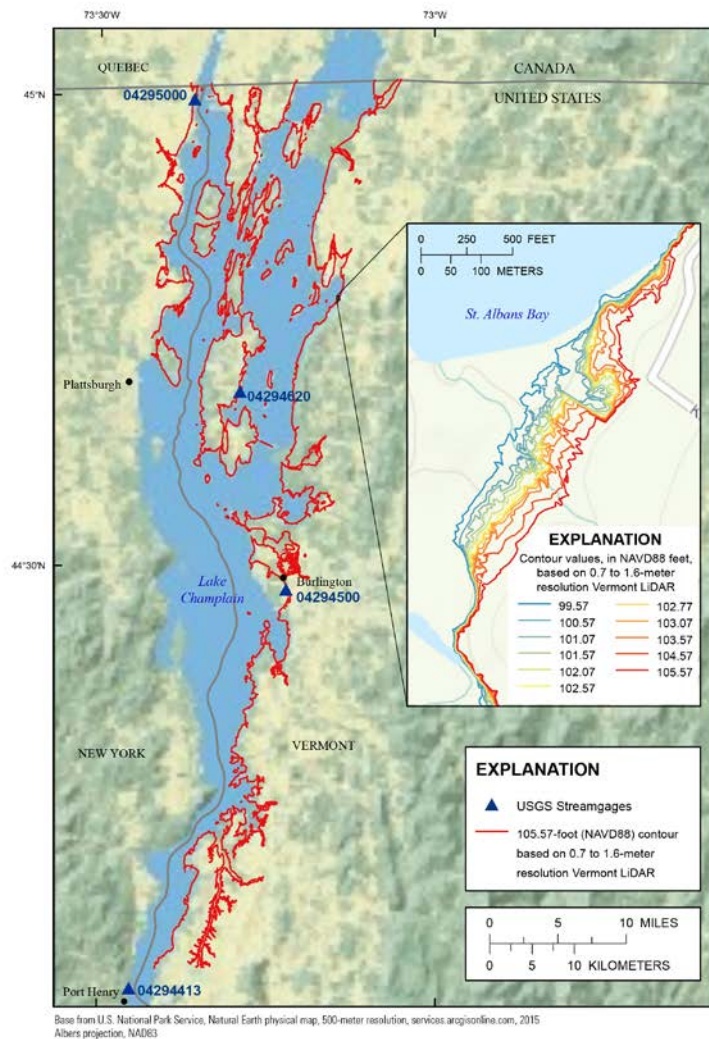 73°30'W
73°W
QUEBEC
CANADA
45°N
04295000
UNITED STATES
0 250 500 FEET
0 50 100 METERS
St. Albans Bay
Plattsburgh
04294620
K
EXPLANATION
Contour values, in NAVD88 feet,
based on 0.7 to 1.6-meter
resolution Vermont LiDAR
99.57
100.57
101.07
101.57
102.07
102.57
102.77
103.07
103.57
104.57
105.57
44°30'N
Burlington
Lake
Champlain
04294500
NEW YORK
VERMONT
EXPLANATION
USGS Streamgages
105.57-foot (NAVD88) contour
based on 0.7 to 1.6-meter
resolution Vermont LiDAR
0 5 10 MILES
0 5 10 KILOMETERS
Port Henry
04294413
Base from U.S. National Park Service, Natural Earth physical map, 500-meter resolution, services.arcgisonline.com, 2015
Albers projection, NAD83